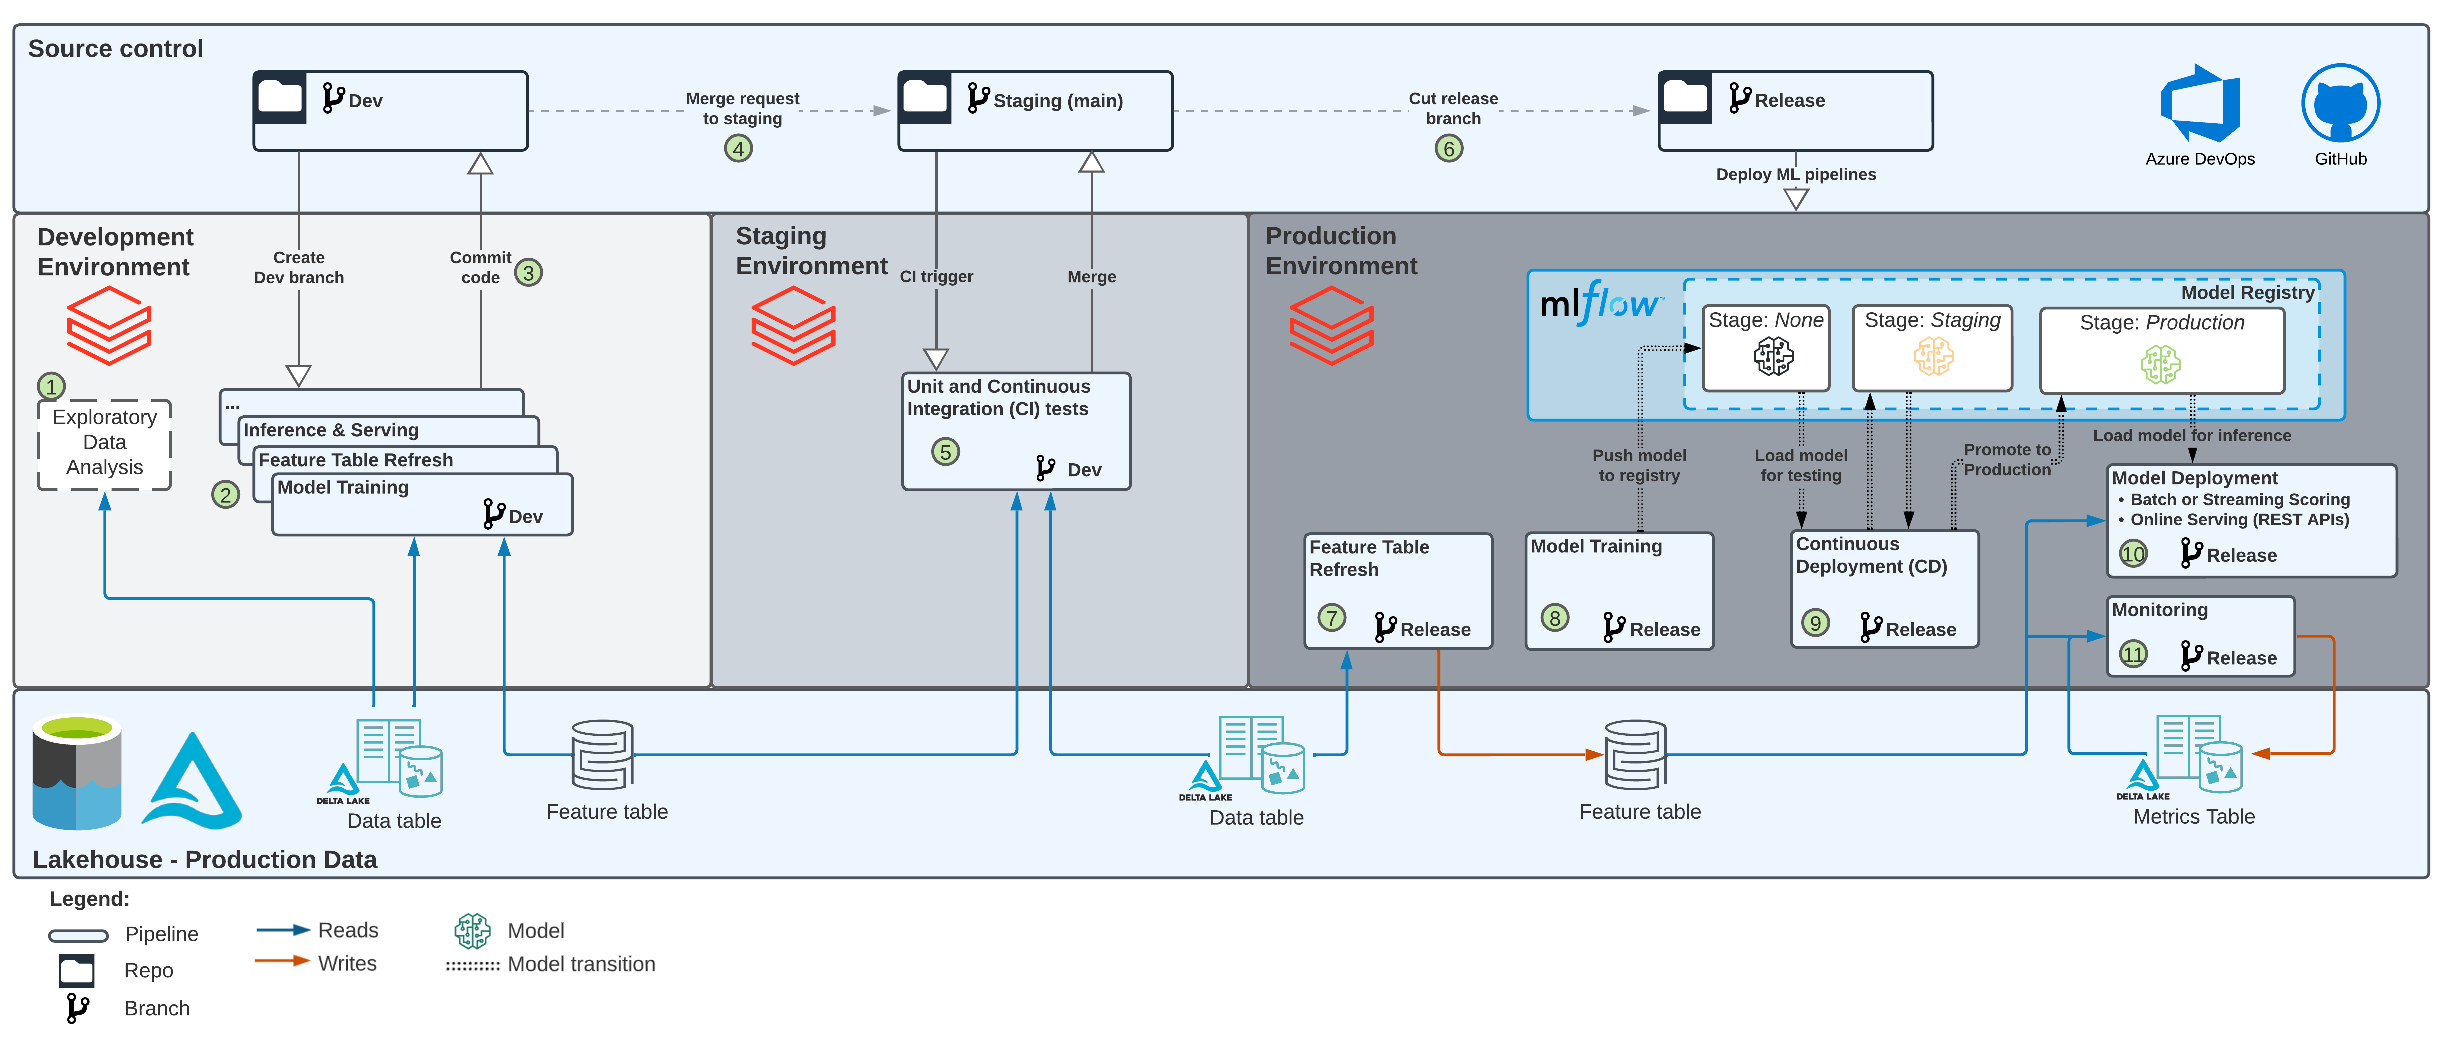 Source control
Dev
Merge request
to staging
4
Staging (main)
Cut release
branch
6
Release
Deploy ML pipelines
Azure DevOps
GitHub
Development
Environment
Create
Dev branch
Commit
code
3
1
Exploratory
Data
Analysis
...
Inference & Serving
Feature Table Refresh
2
Model Training
Dev
Staging
Environment
CI trigger
Merge
Unit and Continuous
Integration (CI) tests
5
Dev
Production
Environment
mlflow
Model Registry
Stage: None
Stage: Staging
Stage: Production
Push model
to registry
Load model
for testing
Promote to
Production
Load model for inference
Feature Table
Refresh
7
Release
Model Training
8
Release
Continuous
Deployment (CD)
9
Release
Model Deployment
• Batch or Streaming Scoring
• Online Serving (REST APIs)
10
Release
Monitoring
11
Release
DELTA LAKE
Data table
Feature table
DELTA LAKE
Data table
Feature table
DELTA LAKE
Metrics Table
Lakehouse - Production Data
Legend:
Pipeline
Repo
Branch
Reads
Writes
Model
Model transition